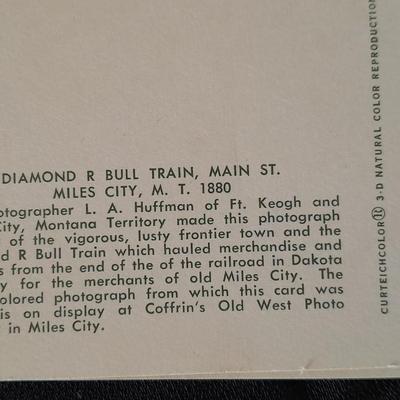 DIAMOND R BULL TRAIN, MAIN ST.
MILES CITY, M. T. 1880
otographer L. A. Huffman of Ft. Keogh and
City, Montana Territory made this photograph
of the vigorous, lusty frontier town and the
d R Bull Train which hauled merchandise and
s from the end of the of the railroad in Dakota
y for the merchants of old Miles City. The
olored photograph from which this card was
is on display at Coffrin's Old West Photo
in Miles City.
CURTEICHCOLOR® 3-D NATURAL COLOR REPRODUCTION